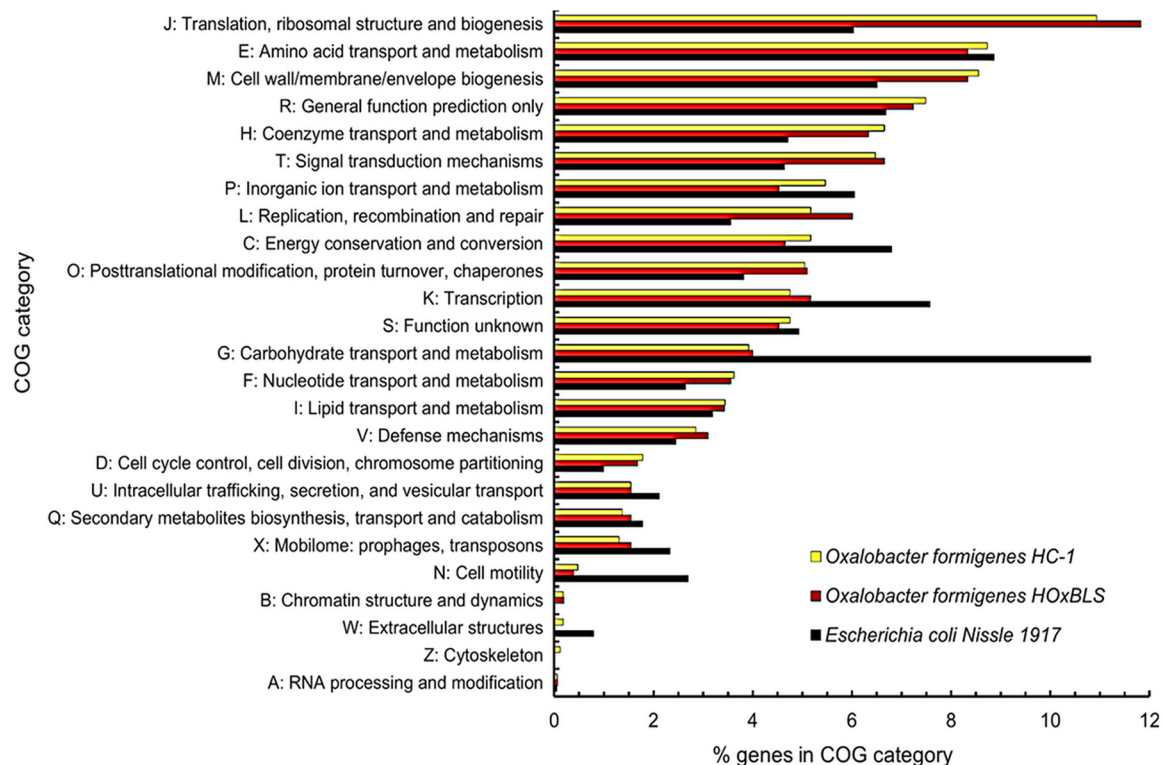 COG category
J: Translation, ribosomal structure and biogenesis
E: Amino acid transport and metabolism
M: Cell wall/membrane/envelope biogenesis
R: General function prediction only
H: Coenzyme transport and metabolism
T: Signal transduction mechanisms
P: Inorganic ion transport and metabolism
L: Replication, recombination and repair
C: Energy conservation and conversion
O: Posttranslational modification, protein turnover, chaperones
K: Transcription
S: Function unknown
G: Carbohydrate transport and metabolism
F: Nucleotide transport and metabolism
I: Lipid transport and metabolism
V: Defense mechanisms
D: Cell cycle control, cell division, chromosome partitioning
U: Intracellular trafficking, secretion, and vesicular transport
Q: Secondary metabolites biosynthesis, transport and catabolism
X: Mobilome: prophages, transposons
N: Cell motility
B: Chromatin structure and dynamics
W: Extracellular structures
Z: Cytoskeleton
A: RNA processing and modification
Oxalobacter formigenes HC-1
Oxalobacter formigenes HOxBLS
Escherichia coli Nissle 1917
0 2 4 6 8 10 12
% genes in COG category